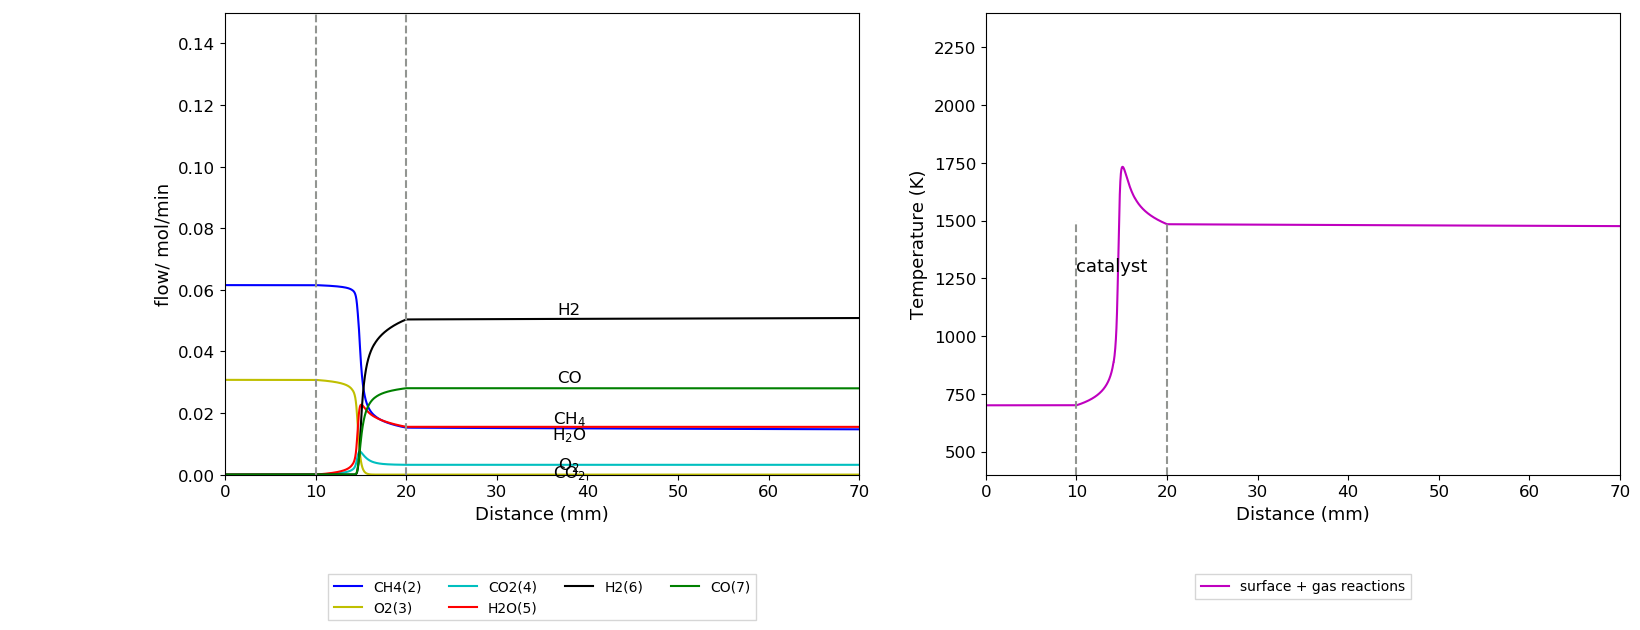 0.14
0.12
0.10
0.08
0.06
0.04
0.02
0.00
flow/ mol/min
H2
CO
CH4
H2O
O2
CO2
0 10 20 30 40 50 60 70
Distance (mm)
CH4(2) CO2(4) H2(6) CO(7)
O2(3) H2O(5)
2250
2000
1750
1500
1250
1000
750
500
Temperature (K)
catalyst
0 10 20 30 40 50 60 70
Distance (mm)
surface + gas reactions